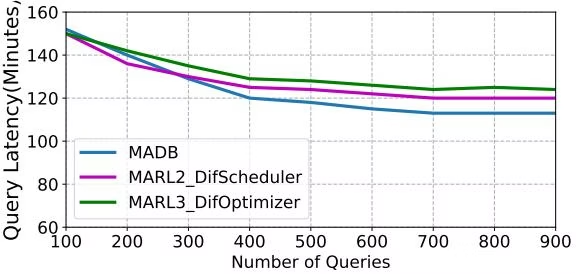 Query Latency(Minutes,
160
140
120
100
80
60
MADB
MARL2_DifScheduler
MARL3_DifOptimizer
100 200 300 400 500 600 700 800 900
Number of Queries